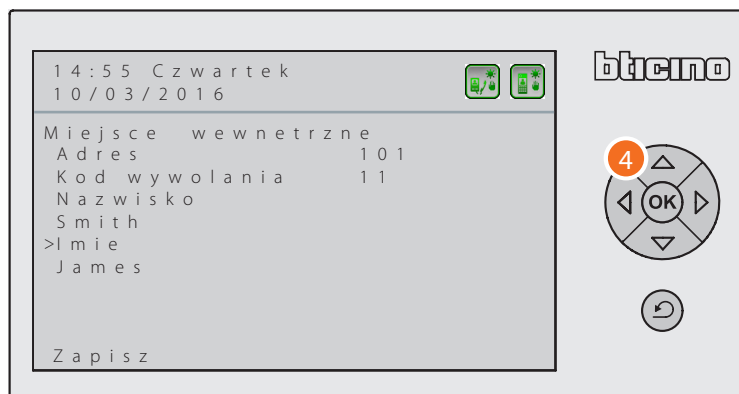 14:55 Czwartek
10/03/2016
bticino
Miejsce wewnetrzne
Adres 101
Kod wywolania 11
Nazwisko
Smith
>Imie
James
Zapisz
4
OK